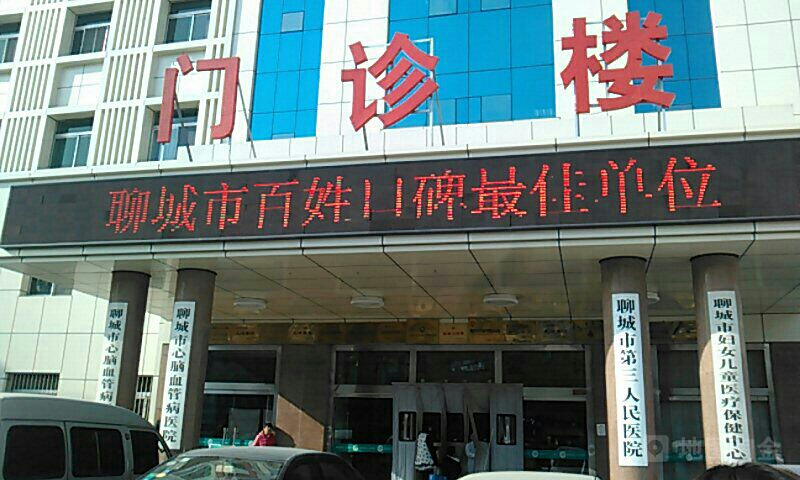 门诊楼
聊城市百姓口碑最佳单位
聊城市心脑血管病医院
聊城市心脑血管病医院
聊城市第三人民医院
聊城市妇女儿童医疗保健中心